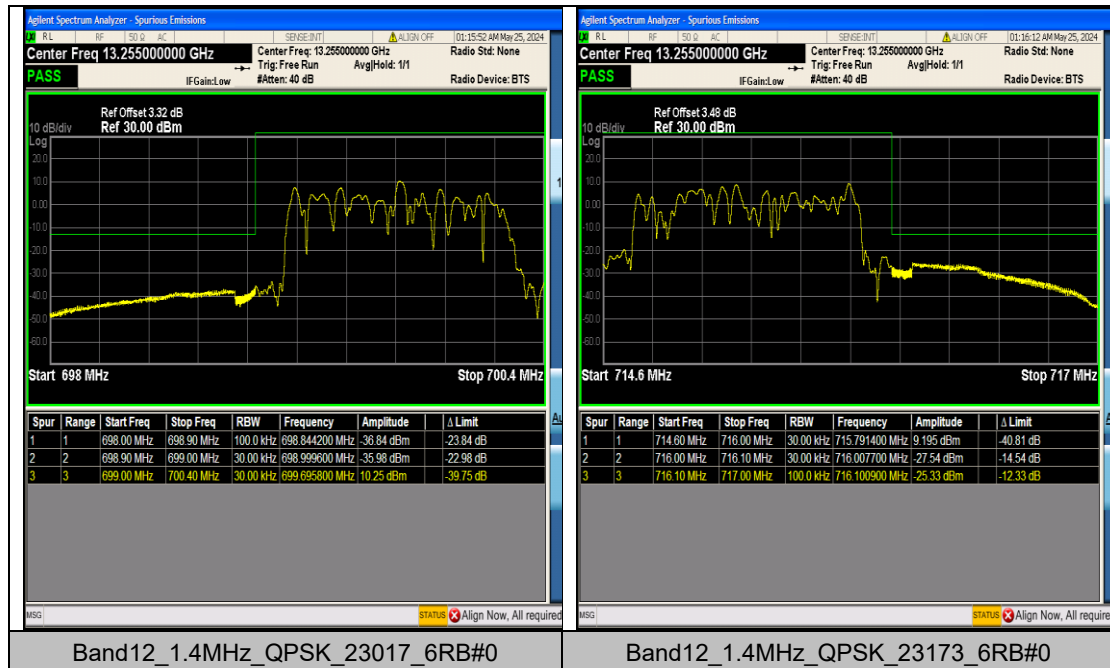 Agilent Spectrum Analyzer - Spurious Emissions
RL RF 50 Ω AC SENSE:INT ALIGN OFF 01:15:52 AM May 25, 2024
Center Freq 13.255000000 GHz Center Freq: 13.255000000 GHz Radio Std: None
Trig: Free Run Avg|Hold: 1/1
PASS IFGain:Low #Atten: 40 dB Radio Device: BTS
Ref Offset 3.32 dB
10 dB/div Ref 30.00 dBm
Log
20.0
10.0
0.00
-10.0
-20.0
-30.0
-40.0
-50.0
-60.0
Start 698 MHz Stop 700.4 MHz
Spur Range Start Freq Stop Freq RBW Frequency Amplitude Δ Limit
1 1 698.00 MHz 698.90 MHz 100.0 kHz 698.844200 MHz -36.84 dBm -23.84 dB
2 2 698.90 MHz 699.00 MHz 30.00 kHz 698.999600 MHz -35.98 dBm -22.98 dB
3 3 699.00 MHz 700.40 MHz 30.00 kHz 699.695800 MHz 10.25 dBm -39.75 dB
MSG STATUS Align Now, All required
Band12_1.4MHz_QPSK_23017_6RB#0
Agilent Spectrum Analyzer - Spurious Emissions
RL RF 50 Ω AC SENSE:INT ALIGN OFF 01:16:12 AM May 25, 2024
Center Freq 13.255000000 GHz Center Freq: 13.255000000 GHz Radio Std: None
Trig: Free Run Avg|Hold: 1/1
PASS IFGain:Low #Atten: 40 dB Radio Device: BTS
Ref Offset 3.48 dB
10 dB/div Ref 30.00 dBm
Log
20.0
10.0
0.00
-10.0
-20.0
-30.0
-40.0
-50.0
-60.0
Start 714.6 MHz Stop 717 MHz
Spur Range Start Freq Stop Freq RBW Frequency Amplitude Δ Limit
1 1 714.60 MHz 716.00 MHz 30.00 kHz 715.791400 MHz 9.195 dBm -40.81 dB
2 2 716.00 MHz 716.10 MHz 30.00 kHz 716.007700 MHz -27.54 dBm -14.54 dB
3 3 716.10 MHz 717.00 MHz 100.0 kHz 716.100900 MHz -25.33 dBm -12.33 dB
MSG STATUS Align Now, All require
Band12_1.4MHz_QPSK_23173_6RB#0